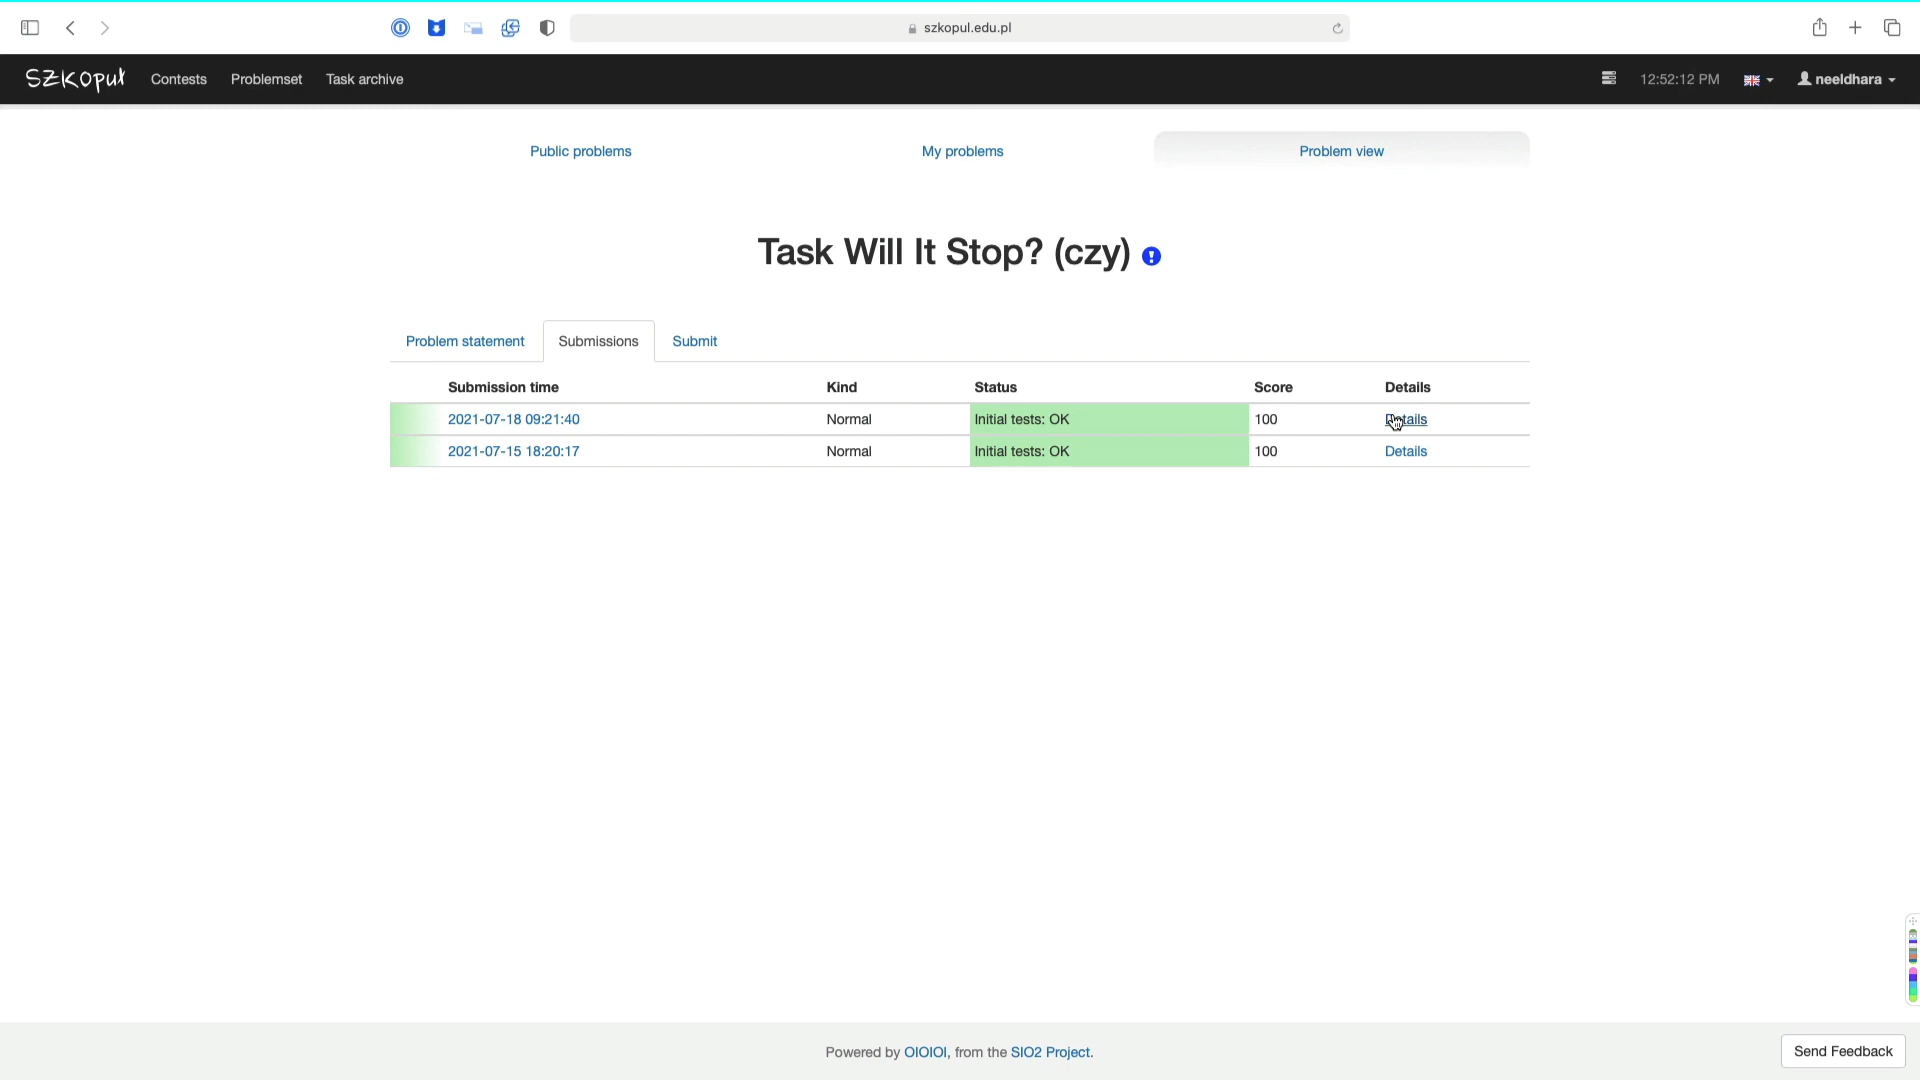 szkopul.edu.pl
Szkopuł Contests Problemset Task archive 12:52:12 PM neeldhara
Public problems My problems Problem view
Task Will It Stop? (czy)
Problem statement Submissions Submit
Submission time Kind Status Score Details
2021-07-18 09:21:40 Normal Initial tests: OK 100 Details
2021-07-15 18:20:17 Normal Initial tests: OK 100 Details
Powered by OIOIOI, from the SIO2 Project.
Send Feedback